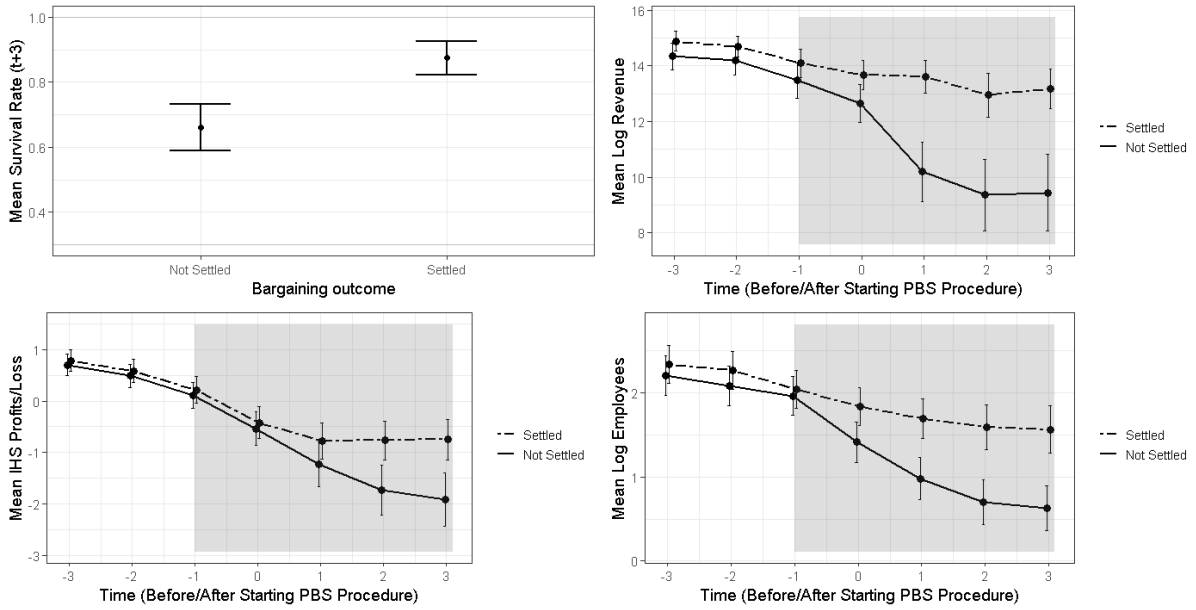 Mean Survival Rate (t+3)
1.0
0.8
0.6
0.4
Not Settled
Settled
Bargaining outcome
Mean Log Revenue
16
14
12
10
8
-3 -2 -1 0 1 2 3
Time (Before/After Starting PBS Procedure)
Settled
Not Settled
Mean IHS Profits/Loss
1
0
-1
-2
-3
-3 -2 -1 0 1 2 3
Time (Before/After Starting PBS Procedure)
Settled
Not Settled
Mean Log Employees
2
1
0
-3 -2 -1 0 1 2 3
Time (Before/After Starting PBS Procedure)
Settled
Not Settled